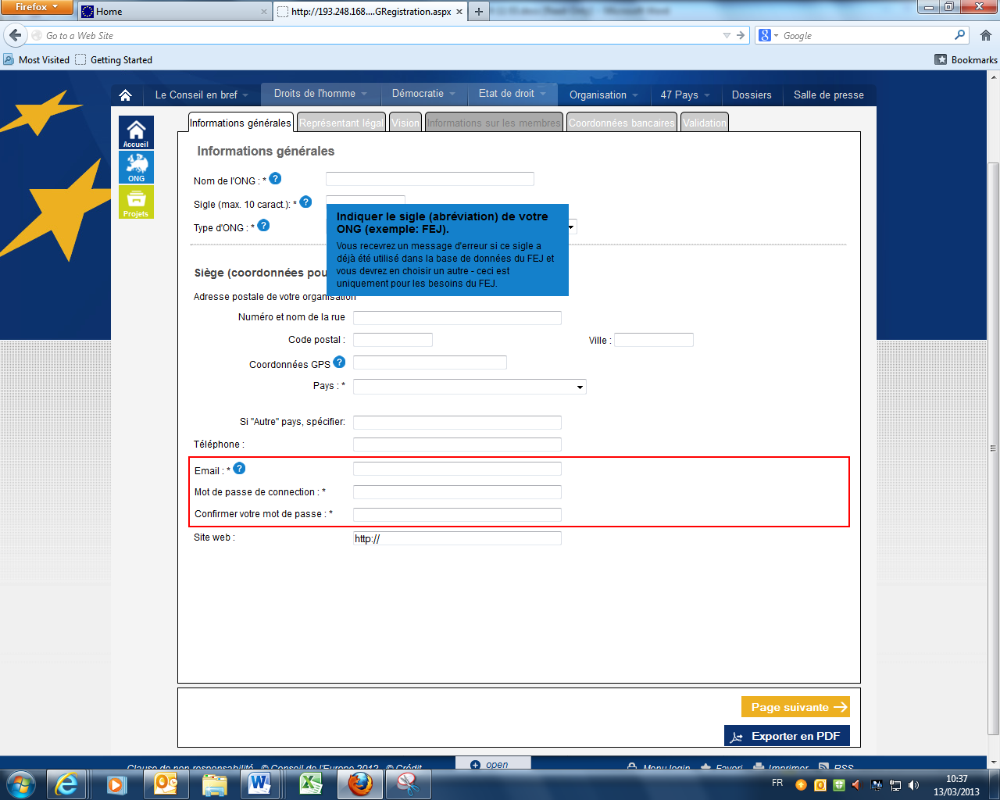 Firefox
Home
http://193.248.168....GRegistration.aspx
Microsoft Word
Go to a Web Site
Google
Most Visited
Getting Started
Bookmarks
Le Conseil en bref
Droits de l'homme
Démocratie
Etat de droit
Organisation
47 Pays
Dossiers
Salle de presse
Accueil
ONG
Projets
Informations générales
Représentant légal
Vision
Informations sur les membres
Coordonnées bancaires
Validation
Informations générales
Nom de l'ONG : * ?
Sigle (max. 10 caract.): * ?
Type d'ONG : * ?
Indiquer le sigle (abréviation) de votre
ONG (exemple: FEJ).
Vous recevrez un message d'erreur si ce sigle a
déjà été utilisé dans la base de données du FEJ et
vous devrez en choisir un autre - ceci est
uniquement pour les besoins du FEJ.
Siège (coordonnées pou
Adresse postale de votre organisation
Numéro et nom de la rue
Code postal :
Ville :
Coordonnées GPS ?
Pays : *
Si "Autre" pays, spécifier:
Téléphone :
Email : * ?
Mot de passe de connection : *
Confirmer votre mot de passe : *
Site web :
http://
Page suivante
Exporter en PDF
Clause de non responsabilité - © Conseil de l'Europe 2012 - © Crédit
open
Menu login
Favori
Imprimer
RSS
FR
10:37
13/03/2013